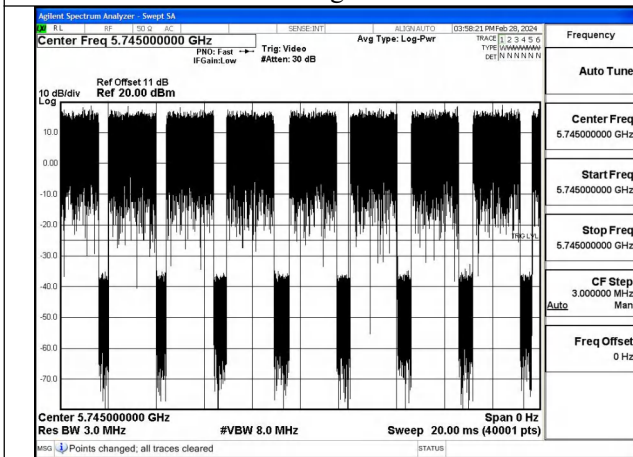 Agilent Spectrum Analyzer - Swept SA
RL RF 50 Ω AC SENSE:INT ALIGN AUTO 03:58:21 PM Feb 28, 2024
Center Freq 5.745000000 GHz
PNO: Fast
IFGain:Low
Trig: Video
#Atten: 30 dB
Avg Type: Log-Pwr
TRACE 1 2 3 4 5 6
TYPE
DET N N N N N N
Ref Offset 11 dB
10 dB/div Ref 20.00 dBm
Log
10.0
0.00
-10.0
-20.0
-30.0
-40.0
-50.0
-60.0
-70.0
TRIG LVL
Center 5.745000000 GHz Span 0 Hz
Res BW 3.0 MHz #VBW 8.0 MHz Sweep 20.00 ms (40001 pts)
MSG Points changed; all traces cleared STATUS
Frequency
Auto Tune
Center Freq
5.745000000 GHz
Start Freq
5.745000000 GHz
Stop Freq
5.745000000 GHz
CF Step
3.000000 MHz
Auto Man
Freq Offset
0 Hz